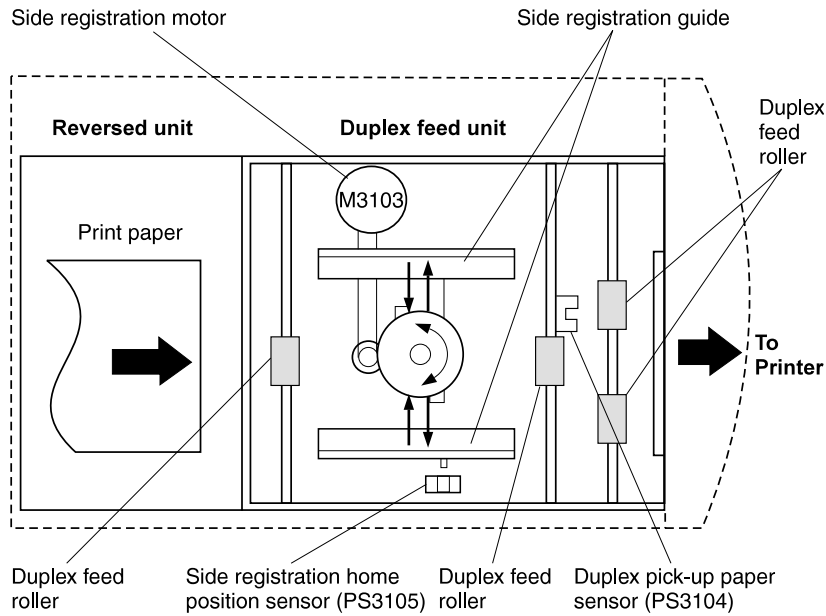 Side registration motor
Side registration guide
Reversed unit
Duplex feed unit
Duplex
feed
roller
M3103
Print paper
To
Printer
Duplex feed
roller
Side registration home
position sensor (PS3105)
Duplex feed
roller
Duplex pick-up paper
sensor (PS3104)